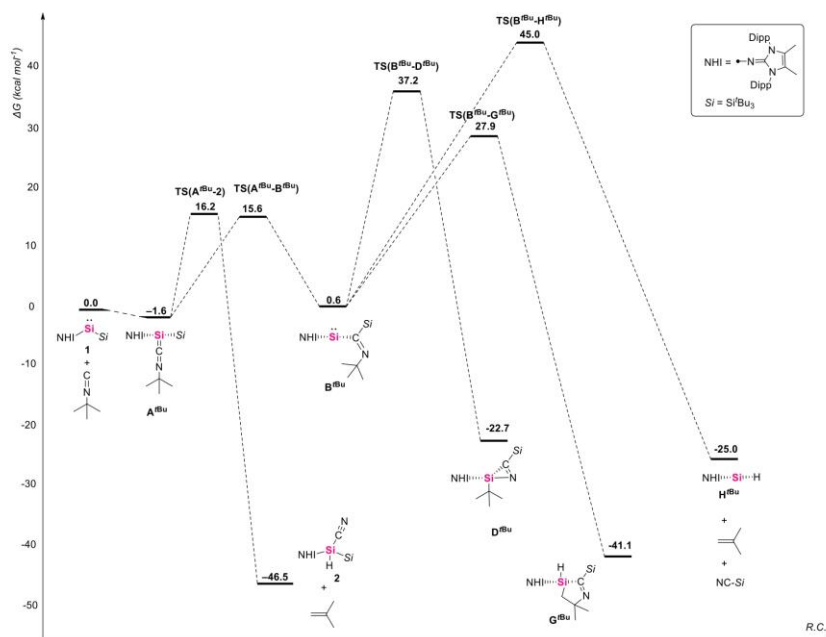 ΔG (kcal mol⁻¹)
40
30
20
10
0
-10
-20
-30
-40
-50
0.0
NHI
Si
Si
1
+
C
N
−1.6
NHI
Si
Si
C
N
A^tBu
TS(A^tBu-2)
16.2
TS(A^tBu-B^tBu)
15.6
0.6
NHI
Si
C
Si
N
B^tBu
TS(B^tBu-D^tBu)
37.2
TS(B^tBu-G^tBu)
27.9
TS(B^tBu-H^tBu)
45.0
−46.5
N
C
NHI
Si
Si
H
2
+
-22.7
Si
C
NHI
Si
N
D^tBu
-41.1
H
Si
NHI
Si
C
N
G^tBu
-25.0
NHI
Si
H
H^tBu
+
+
NC-Si
Dipp
N
NHI = •−N
N
Dipp
Si = Si^tBu₃
R.C.